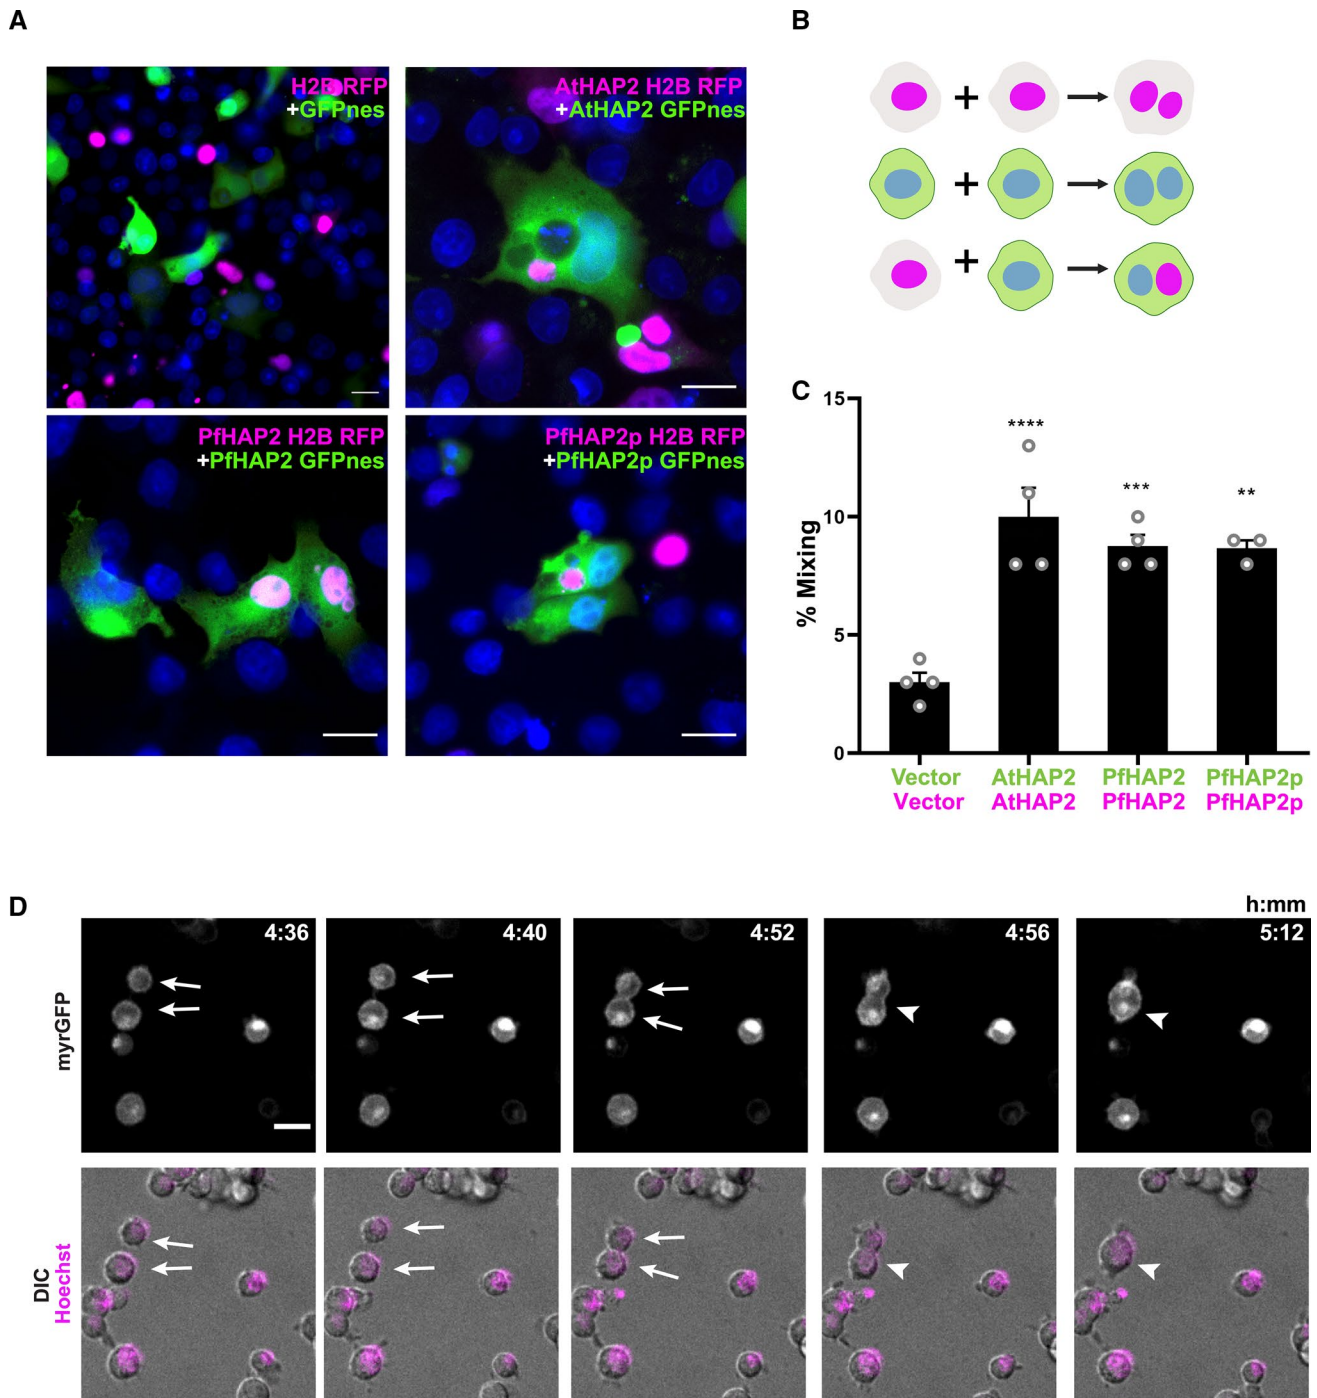 A
H2B RFP
+GFPnes
AtHAP2 H2B RFP
+AtHAP2 GFPnes
PfHAP2 H2B RFP
+PfHAP2 GFPnes
PfHAP2p H2B RFP
+PfHAP2p GFPnes
B
+
+
+
C
% Mixing
15
10
5
0
****
***
**
Vector
Vector
AtHAP2
AtHAP2
PfHAP2
PfHAP2
PfHAP2p
PfHAP2p
D
h:mm
myrGFP
4:36
4:40
4:52
4:56
5:12
DIC
Hoechst